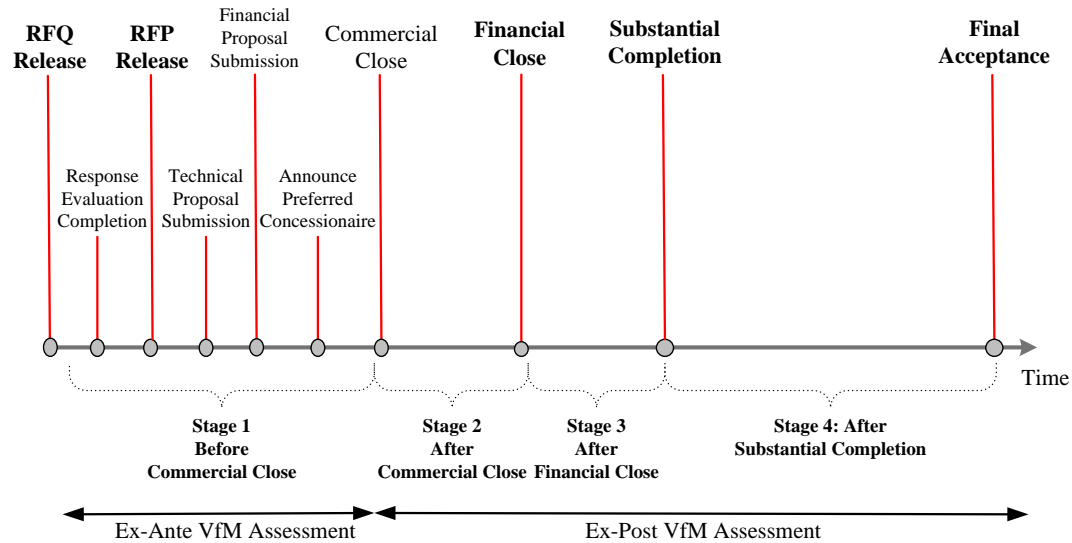 RFQ
Release
RFP
Release
Financial
Proposal
Submission
Commercial
Close
Financial
Close
Substantial
Completion
Final
Acceptance
Response
Evaluation
Completion
Technical
Proposal
Submission
Announce
Preferred
Concessionaire
Time
Stage 1
Before
Commercial Close
Stage 2
After
Commercial Close
Stage 3
After
Financial Close
Stage 4: After
Substantial Completion
Ex-Ante VfM Assessment
Ex-Post VfM Assessment